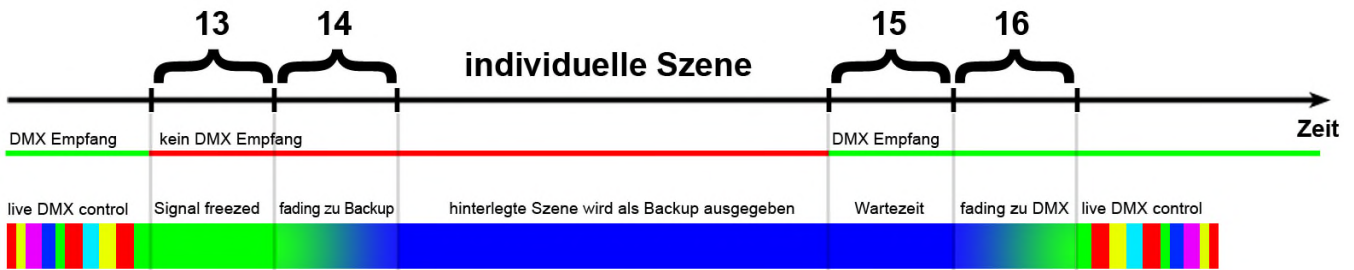 13 14 15 16
individuelle Szene
Zeit
DMX Empfang kein DMX Empfang DMX Empfang
live DMX control Signal freezed fading zu Backup hinterlegte Szene wird als Backup ausgegeben Wartezeit fading zu DMX live DMX control